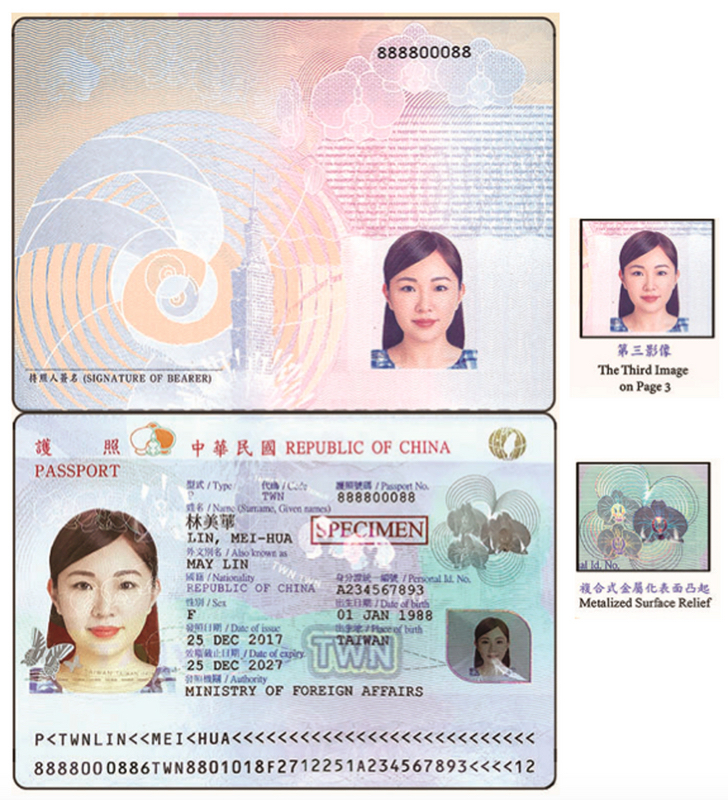 888800088
持照人簽名 (SIGNATURE OF BEARER)
第三影像
The Third Image
on Page 3
護 照 中華民國 REPUBLIC OF CHINA
PASSPORT
型式 / Type 代碼 / Code 護照號碼 / Passport No.
P TWN 888800088
姓名 / Name (Surname, Given names)
林美華
LIN, MEI-HUA
SPECIMEN
外文別名 / Also known as
MAY LIN
國籍 / Nationality 身分證統一編號 / Personal Id. No.
REPUBLIC OF CHINA A234567893
性別 / Sex 出生日期 / Date of birth
F 01 JAN 1988
發照日期 / Date of issue 出生地 / Place of birth
25 DEC 2017 TAIWAN
效期截止日期 / Date of expiry
25 DEC 2027
TWN
發照機關 / Authority
MINISTRY OF FOREIGN AFFAIRS
P<TWNLIN<<MEI<HUA<<<<<<<<<<<<<<<<<<<<<<<<<<<
8888000886TWN8801018F2712251A234567893<<<<12
al Id. No.
複合式金屬化表面凸起
Metalized Surface Relief